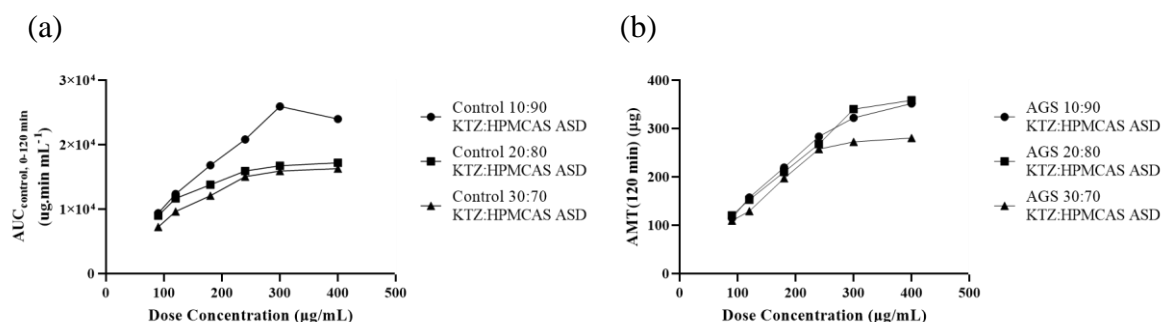 (a)
AUC control, 0-120 min
(ug.min mL⁻¹)
3×10⁴
2×10⁴
1×10⁴
0
0 100 200 300 400 500
Dose Concentration (µg/mL)
Control 10:90
KTZ:HPMCAS ASD
Control 20:80
KTZ:HPMCAS ASD
Control 30:70
KTZ:HPMCAS ASD
(b)
AMT(120 min) (µg)
400
300
200
100
0
0 100 200 300 400 500
Dose Concentration (µg/mL)
AGS 10:90
KTZ:HPMCAS ASD
AGS 20:80
KTZ:HPMCAS ASD
AGS 30:70
KTZ:HPMCAS ASD